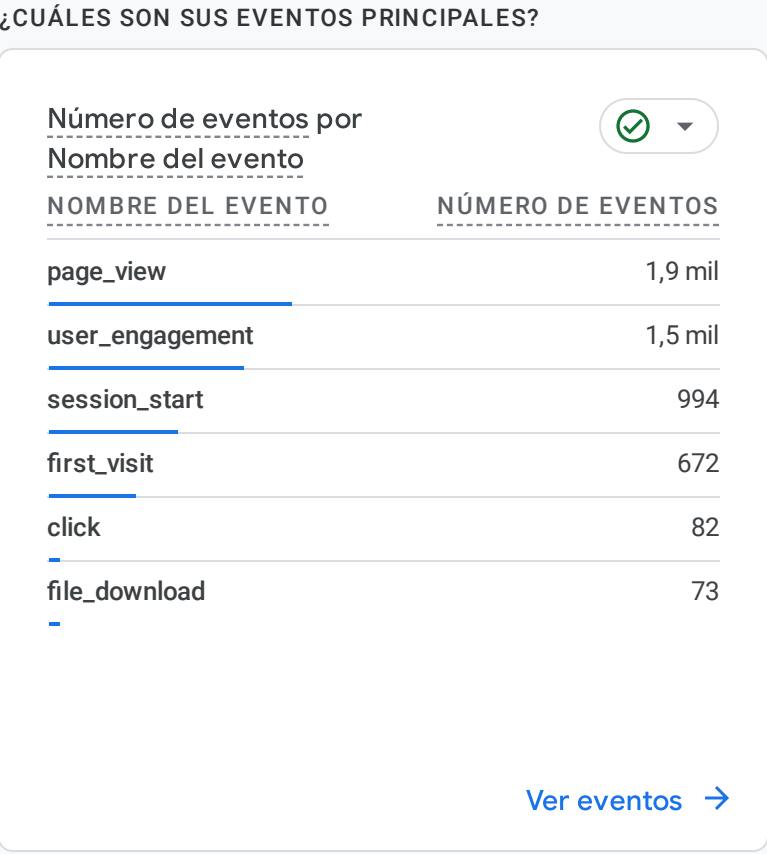 ¿CUÁLES SON SUS EVENTOS PRINCIPALES?
Número de eventos por
Nombre del evento
NOMBRE DEL EVENTO NÚMERO DE EVENTOS
page_view 1,9 mil
user_engagement 1,5 mil
session_start 994
first_visit 672
click 82
file_download 73
Ver eventos